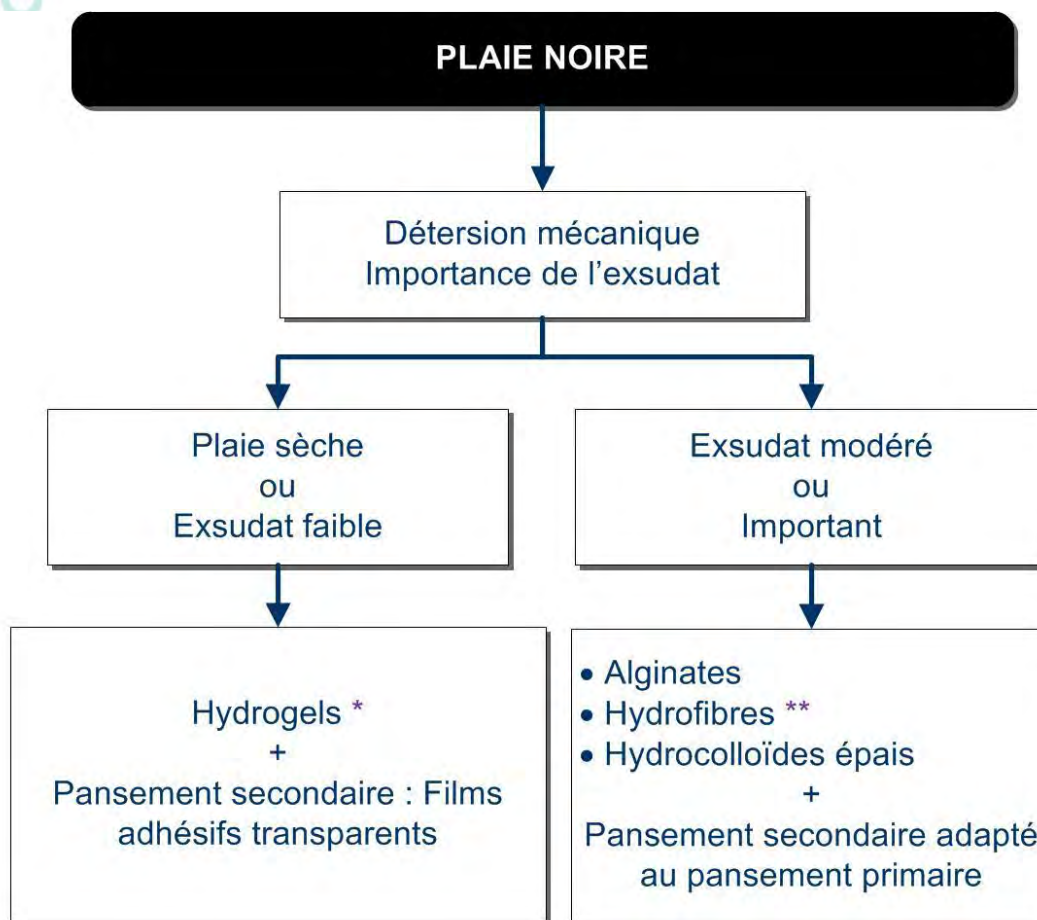 PLAIE NOIRE
Détersion mécanique
Importance de l'exsudat
Plaie sèche
ou
Exsudat faible
Exsudat modéré
ou
Important
Hydrogels *
+
Pansement secondaire : Films
adhésifs transparents
• Alginates
• Hydrofibres **
• Hydrocolloïdes épais
+
Pansement secondaire adapté
au pansement primaire